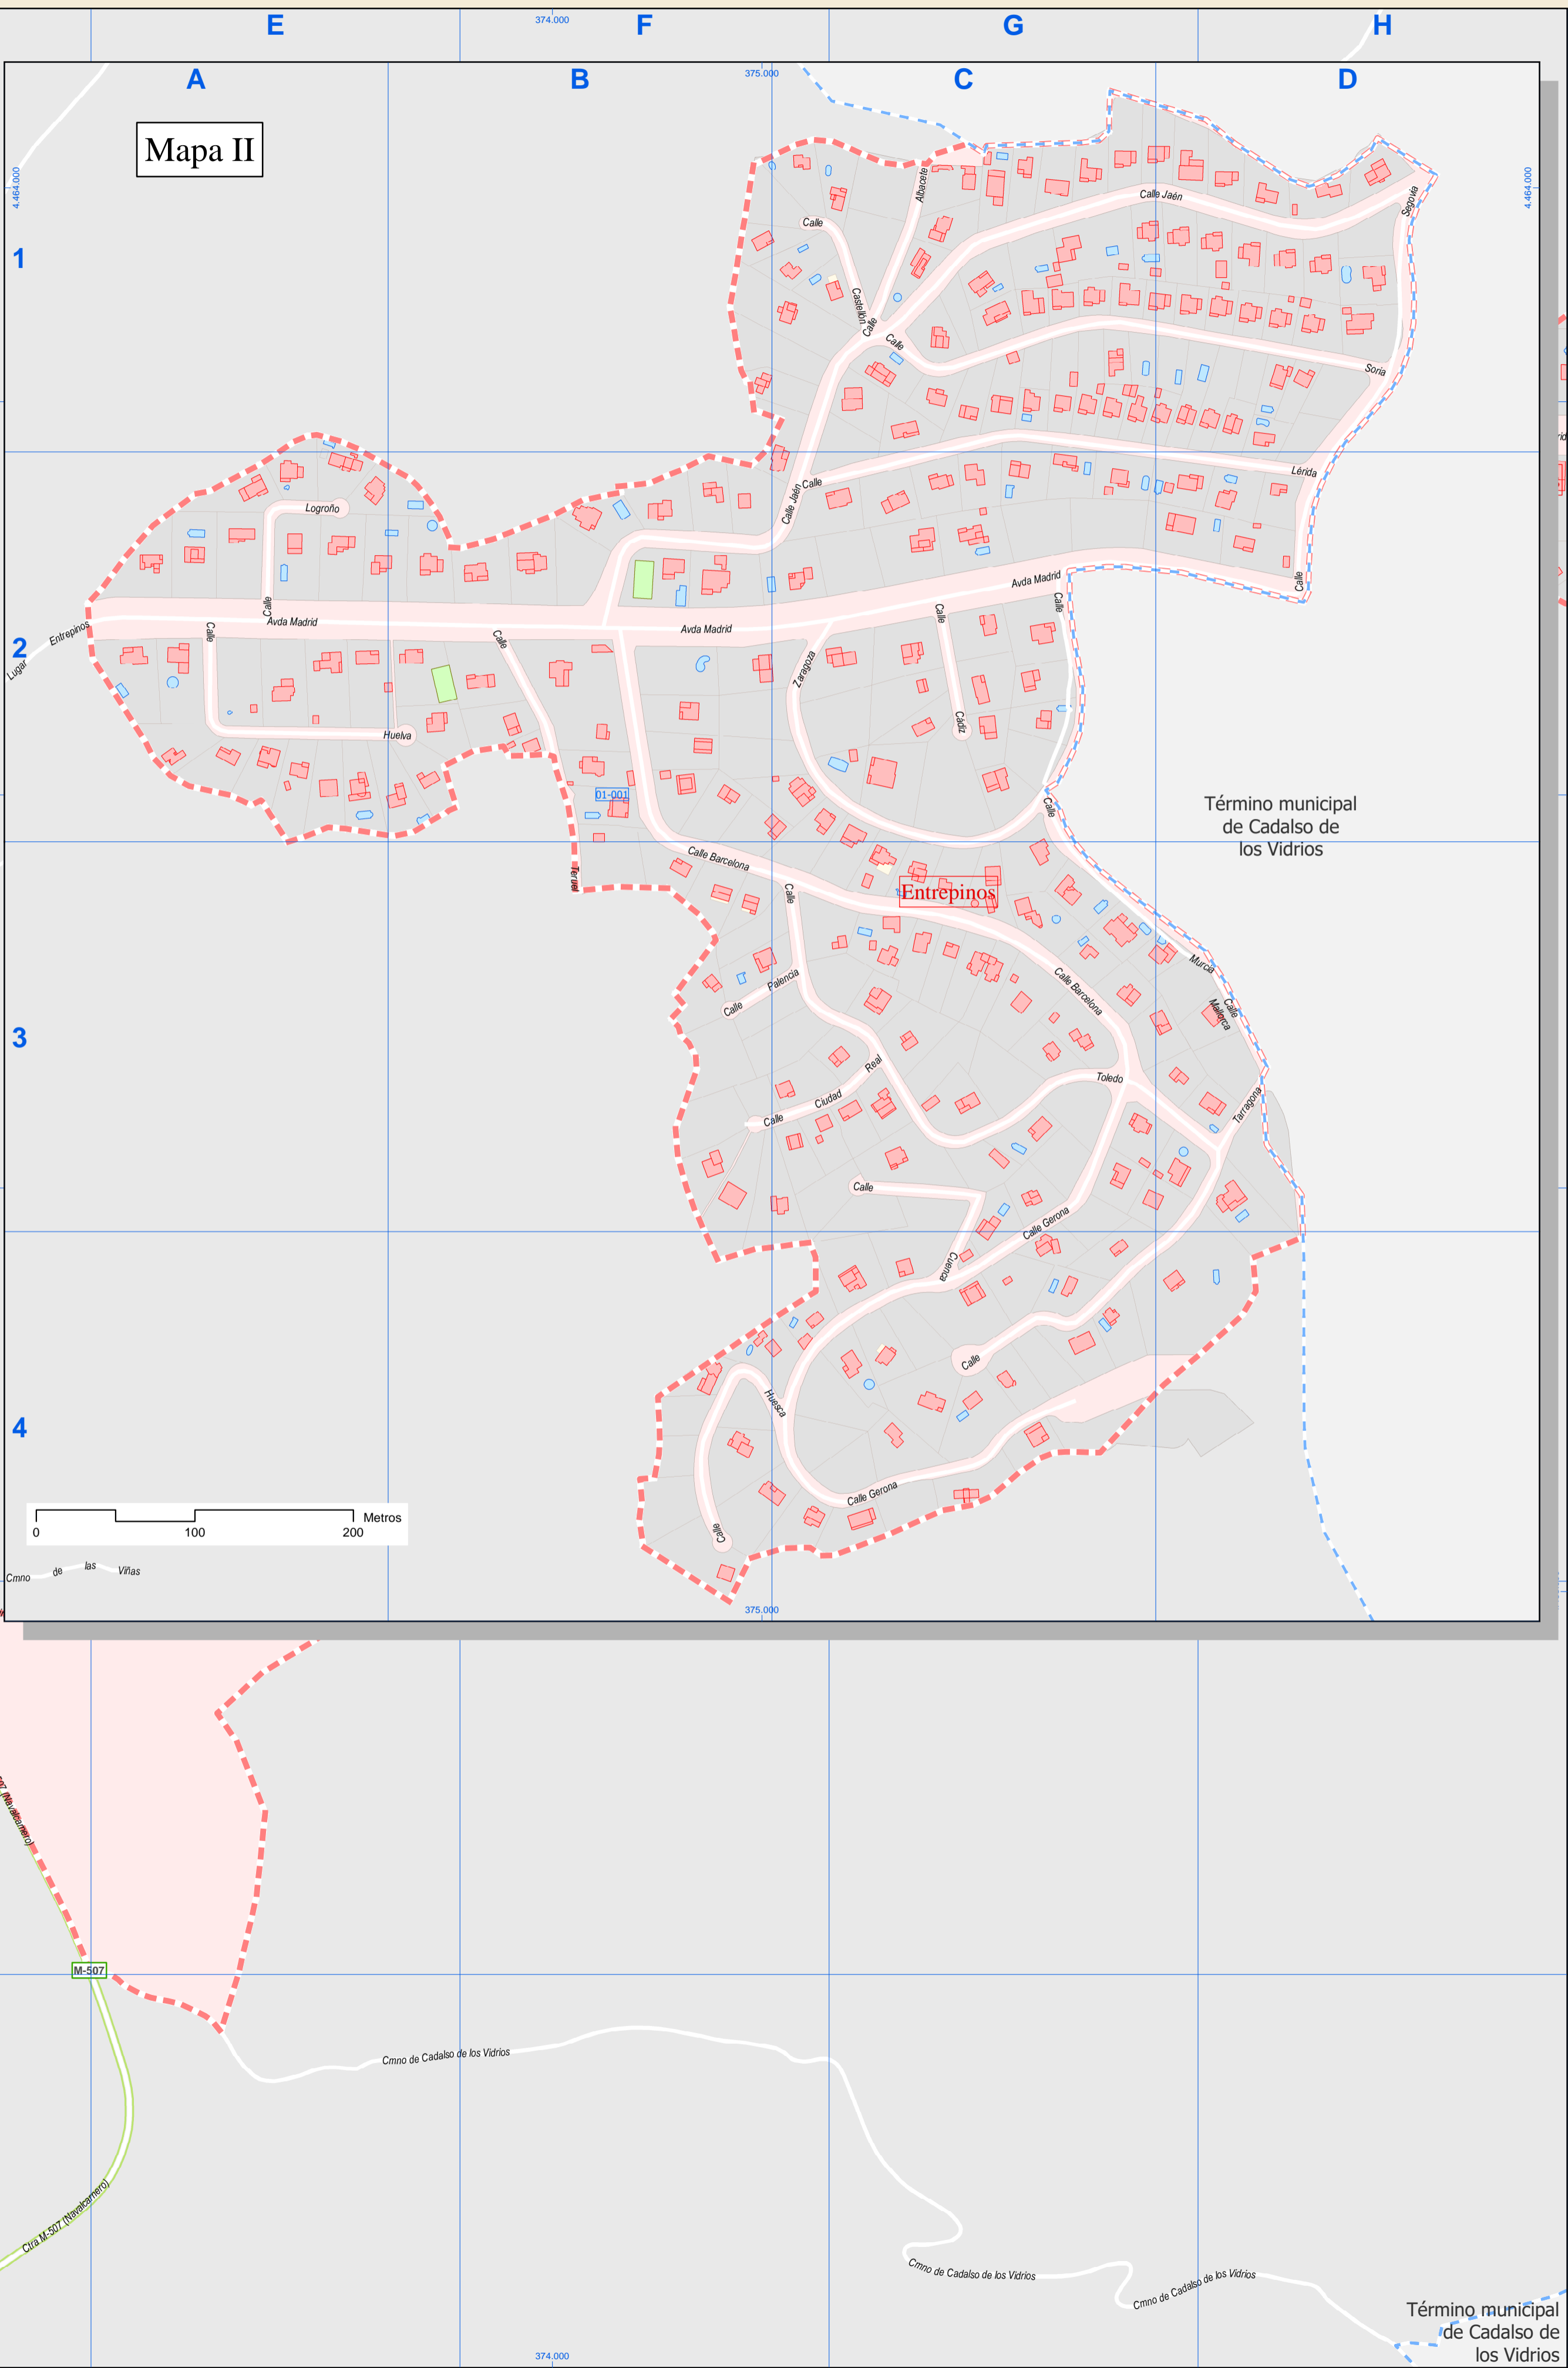 E
374.000
F
G
H
A
B
375.000
C
D
Mapa II
4.464.000
4.464.000
1
Albacete
Calle Jaén
Segovia
Calle
Castellón
Calle
Calle
Soria
Calle Jaén
Calle
Lérida
Logroño
Calle
Avda Madrid
Avda Madrid
Avda Madrid
Calle
Calle
2
Lugar
Entrepinos
Calle
Calle
Zaragoza
Calle
Cádiz
Huelva
01-001
Calle
Término municipal
de Cadalso de
los Vidrios
Teruel
Calle Barcelona
Calle
Entrepinos
Calle
Palencia
Calle Barcelona
Murcia
Calle
Mallorca
3
Calle
Ciudad
Real
Toledo
Tarragona
Calle
Cuenca
Calle Gerona
Calle
Huesca
4
Calle
Calle Gerona
0
100
200
Metros
Cmno
de
las
Viñas
375.000
M-507 (Navalcarnero)
M-507
Cmno de Cadalso de los Vidrios
Ctra M-507 (Navalcarnero)
Cmno de Cadalso de los Vidrios
Cmno de Cadalso de los Vidrios
Término municipal
de Cadalso de
los Vidrios
374.000